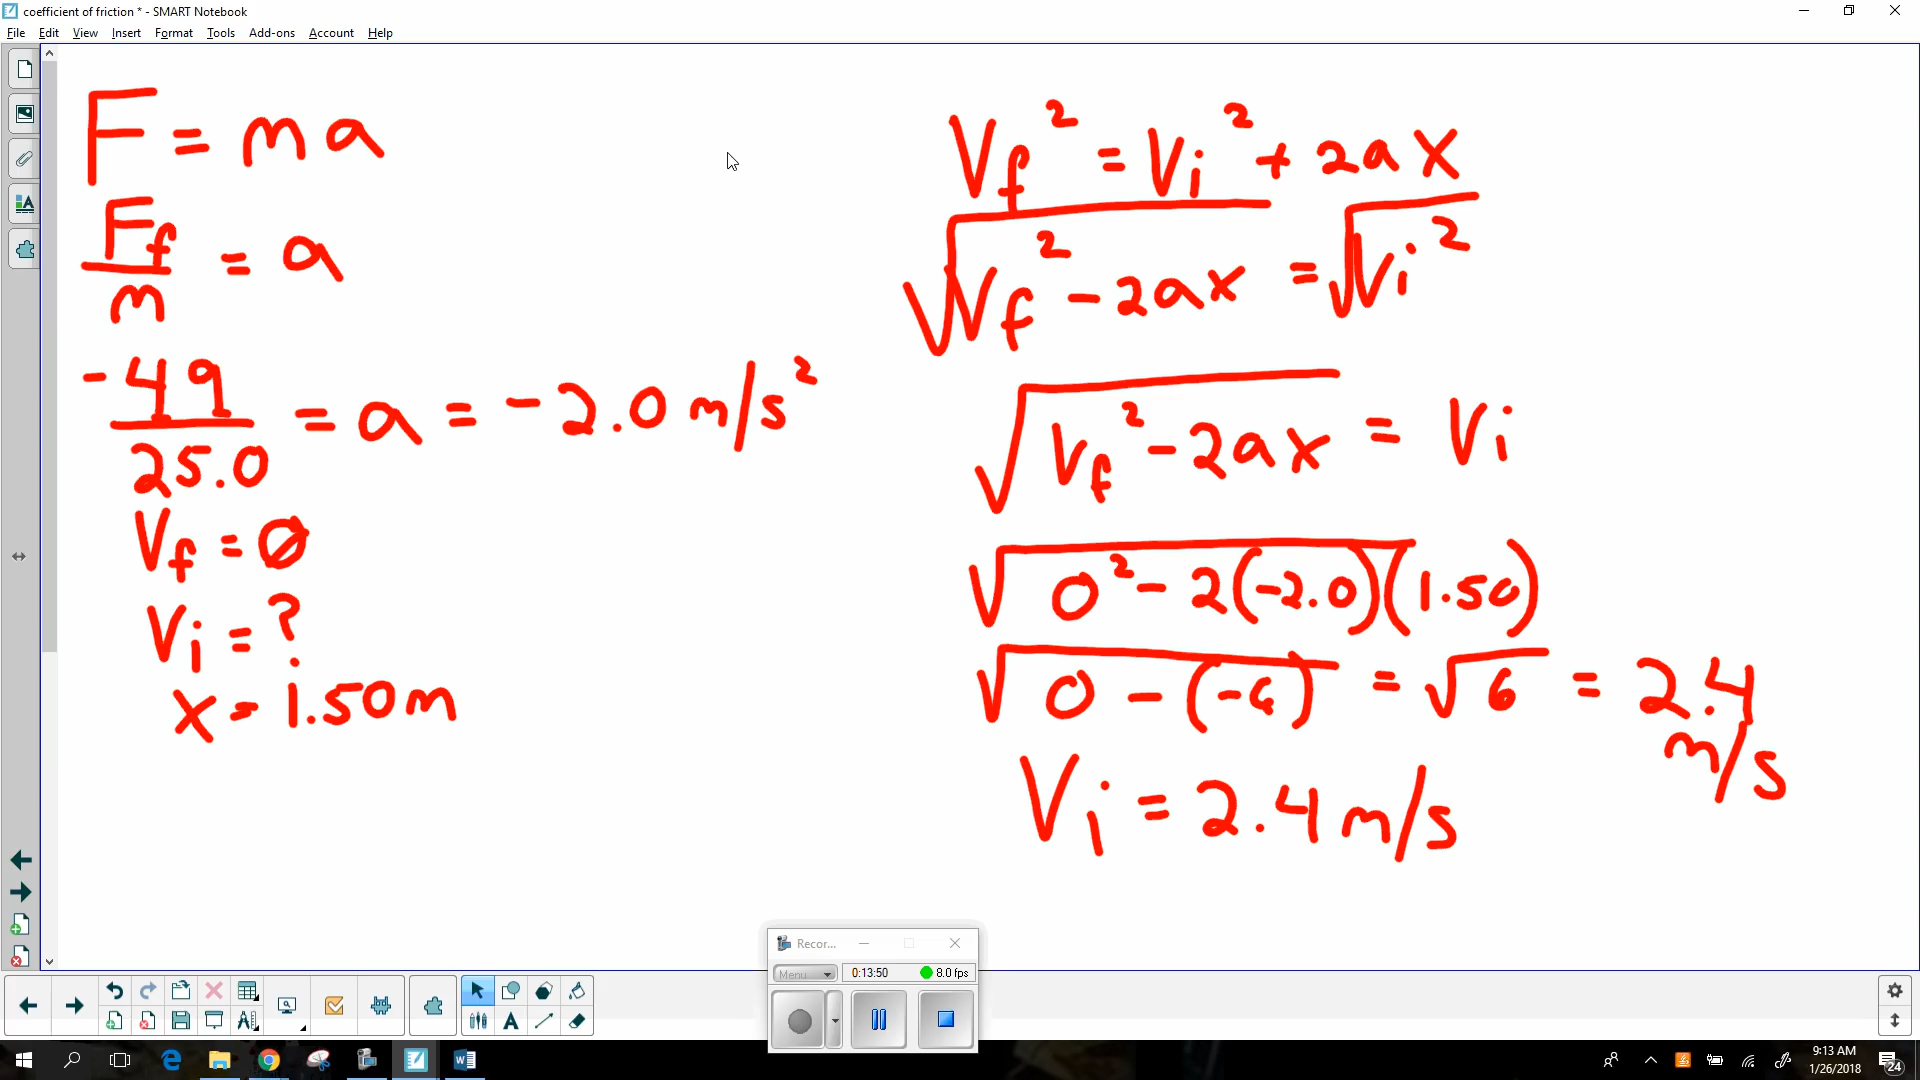 coefficient of friction * - SMART Notebook
File Edit View Insert Format Tools Add-ons Account Help
F = ma
Ff/m = a
-49/25.0 = a = -2.0 m/s²
Vf = Ø
Vi = ?
x = 1.50m
Vf² = Vi² + 2ax
√(Vf² - 2ax) = √(Vi²)
√(Vf² - 2ax) = Vi
√(0² - 2(-2.0)(1.50))
√(0 - (-6)) = √6 = 2.4 m/s
Vi = 2.4 m/s
Recor...
Menu 0:13:50 8.0 fps
9:13 AM
1/26/2018
24